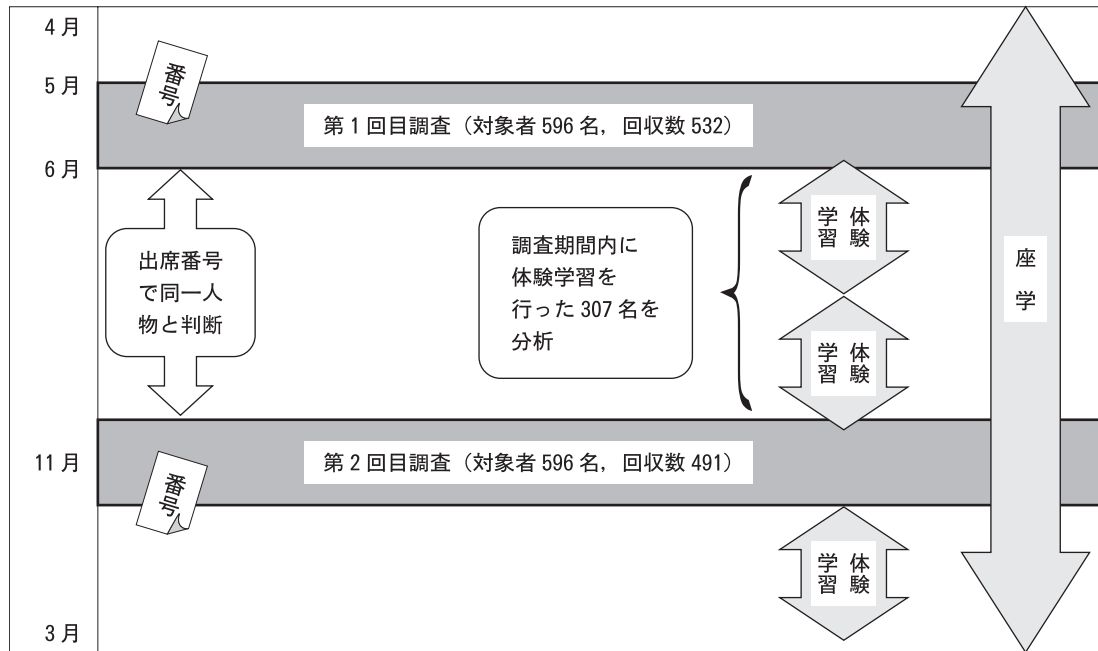 4月
番号
5月
第1回目調査(対象者596名,回収数532)
6月
出席番号
で同一人
物と判断
調査期間内に
体験学習を
行った307名を
分析
体験
学習
体験
学習
座学
11月
第2回目調査(対象者596名,回収数491)
番号
体験
学習
3月